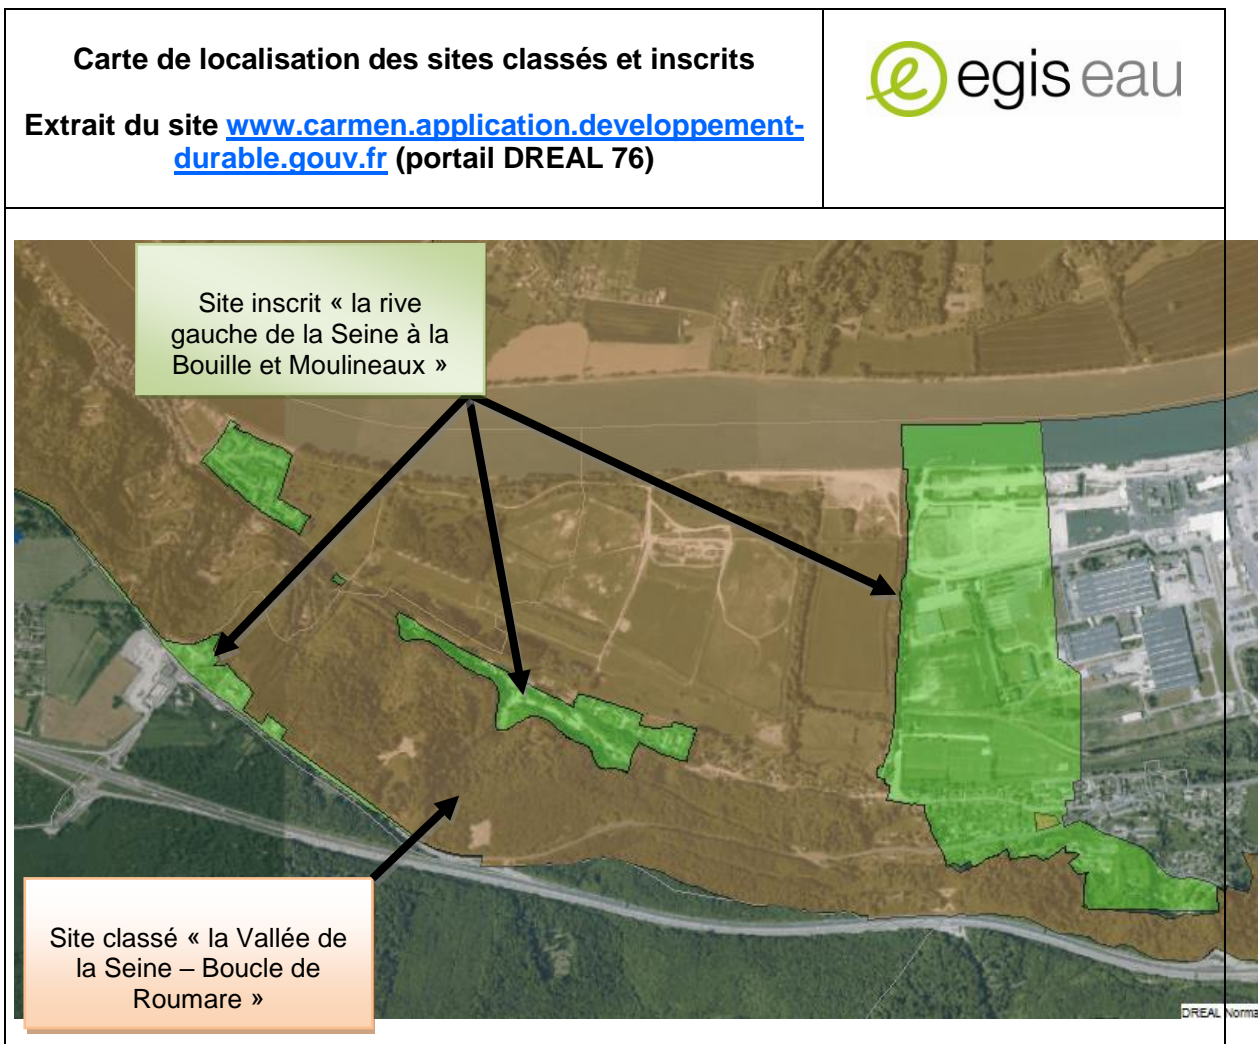 Carte de localisation des sites classés et inscrits
Extrait du site www.carmen.application.developpement-
durable.gouv.fr (portail DREAL 76)
egis eau
Site inscrit « la rive
gauche de la Seine à la
Bouille et Moulineaux »
Site classé « la Vallée de
la Seine – Boucle de
Roumare »
DREAL Norma